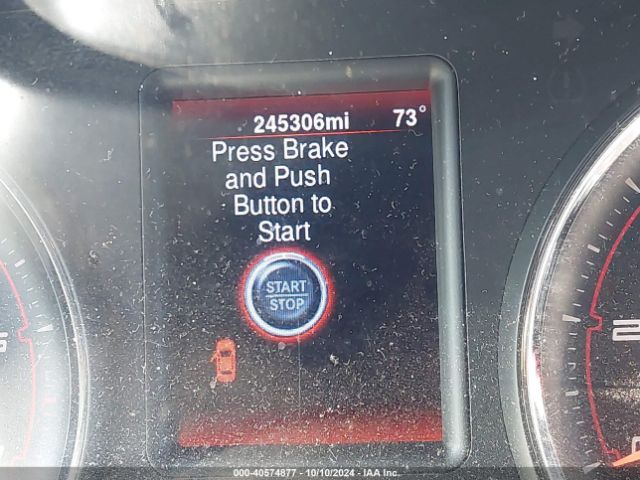 245306mi 73°
Press Brake
and Push
Button to
Start
START
STOP
000-40574877 - 10/10/2024 - IAA Inc.